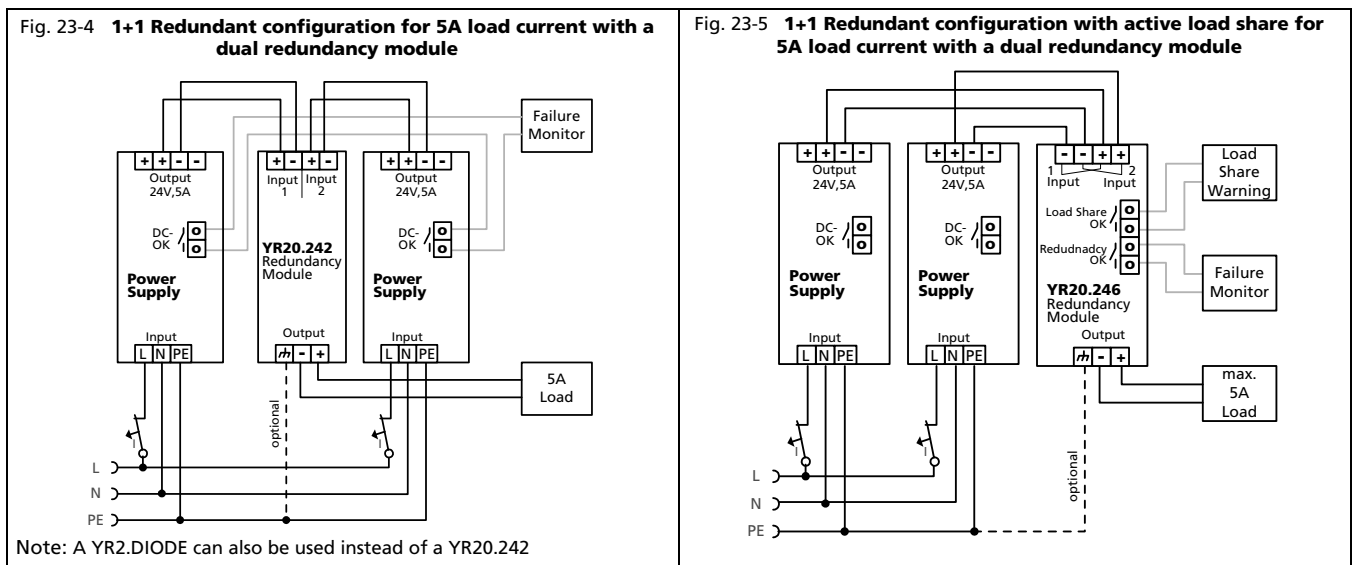 Fig. 23-4 1+1 Redundant configuration for 5A load current with a
dual redundancy module
+ + - -
Output
24V,5A
DC-
OK
Power
Supply
Input
L N PE
+ - + -
Input Input
1 2
YR20.242
Redundancy
Module
Output
- +
+ + - -
Output
24V,5A
DC-
OK
Power
Supply
Input
L N PE
Failure
Monitor
5A
Load
optional
I
I
L
N
PE
Note: A YR2.DIODE can also be used instead of a YR20.242
Fig. 23-5 1+1 Redundant configuration with active load share for
5A load current with a dual redundancy module
+ + - -
Output
24V,5A
DC-
OK
Power
Supply
Input
L N PE
+ + - -
Output
24V,5A
DC-
OK
Power
Supply
Input
L N PE
- - + +
1 2
Input Input
Load Share
OK
Redudnadcy
OK
YR20.246
Redundancy
Module
Output
- +
Load
Share
Warning
Failure
Monitor
max.
5A
Load
optional
I
I
L
N
PE